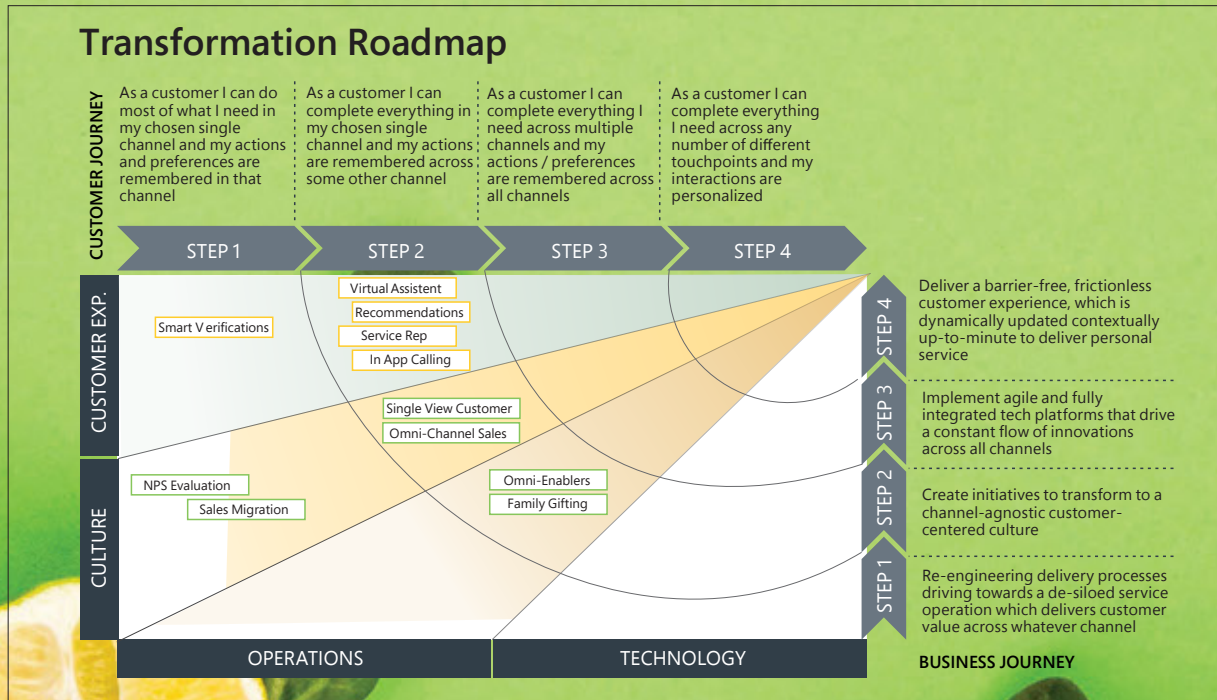 Transformation Roadmap
CUSTOMER JOURNEY
As a customer I can do
most of what I need in
my chosen single
channel and my actions
and preferences are
remembered in that
channel
As a customer I can
complete everything in
my chosen single
channel and my actions
are remembered across
some other channel
As a customer I can
complete everything I
need across multiple
channels and my
actions / preferences
are remembered across
all channels
As a customer I can
complete everything
I need across any
number of different
touchpoints and my
interactions are
personalized
STEP 1
STEP 2
STEP 3
STEP 4
CUSTOMER EXP.
CULTURE
Smart Verifications
Virtual Assistent
Recommendations
Service Rep
In App Calling
Single View Customer
Omni-Channel Sales
NPS Evaluation
Sales Migration
Omni-Enablers
Family Gifting
OPERATIONS
TECHNOLOGY
STEP 4
Deliver a barrier-free, frictionless
customer experience, which is
dynamically updated contextually
up-to-minute to deliver personal
service
STEP 3
Implement agile and fully
integrated tech platforms that drive
a constant flow of innovations
across all channels
STEP 2
Create initiatives to transform to a
channel-agnostic customer-
centered culture
STEP 1
Re-engineering delivery processes
driving towards a de-siloed service
operation which delivers customer
value across whatever channel
BUSINESS JOURNEY